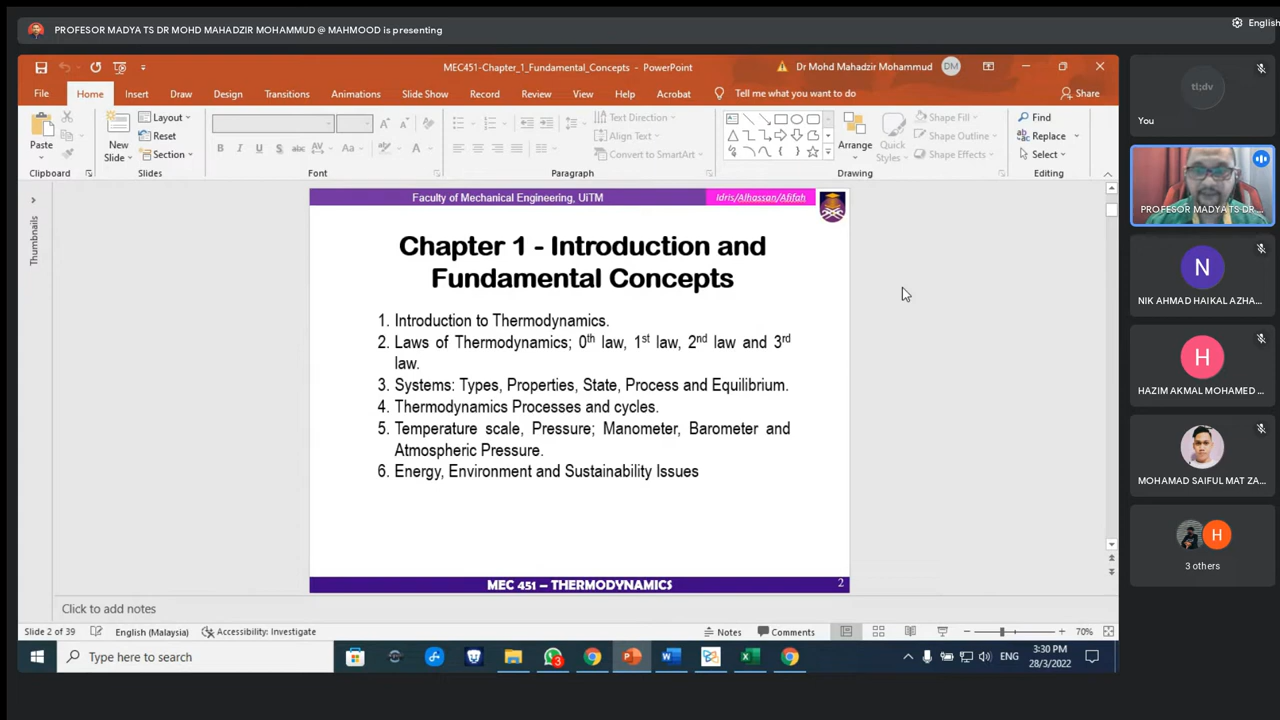 PROFESOR MADYA TS DR MOHD MAHADZIR MOHAMMUD @ MAHMOOD is presenting
English
MEC451-Chapter_1_Fundamental_Concepts - PowerPoint
Dr Mohd Mahadzir Mohammud
DM
File Home Insert Draw Design Transitions Animations Slide Show Record Review View Help Acrobat Tell me what you want to do
Share
Paste
Clipboard
New
Slide
Layout
Reset
Section
Slides
Font
Text Direction
Align Text
Convert to SmartArt
Paragraph
Arrange
Quick
Styles
Shape Fill
Shape Outline
Shape Effects
Drawing
Find
Replace
Select
Editing
Thumbnails
Faculty of Mechanical Engineering, UiTM
Idris/Alhassan/Afifah
Chapter 1 - Introduction and
Fundamental Concepts
1. Introduction to Thermodynamics.
2. Laws of Thermodynamics; 0th law, 1st law, 2nd law and 3rd
law.
3. Systems: Types, Properties, State, Process and Equilibrium.
4. Thermodynamics Processes and cycles.
5. Temperature scale, Pressure; Manometer, Barometer and
Atmospheric Pressure.
6. Energy, Environment and Sustainability Issues
MEC 451 – THERMODYNAMICS
2
Click to add notes
Slide 2 of 39
English (Malaysia)
Accessibility: Investigate
Notes
Comments
70%
Type here to search
3
ENG
3:30 PM
28/3/2022
tl;dv
You
PROFESOR MADYA TS DR ...
N
NIK AHMAD HAIKAL AZHA...
H
HAZIM AKMAL MOHAMED ...
MOHAMAD SAIFUL MAT ZA...
H
3 others